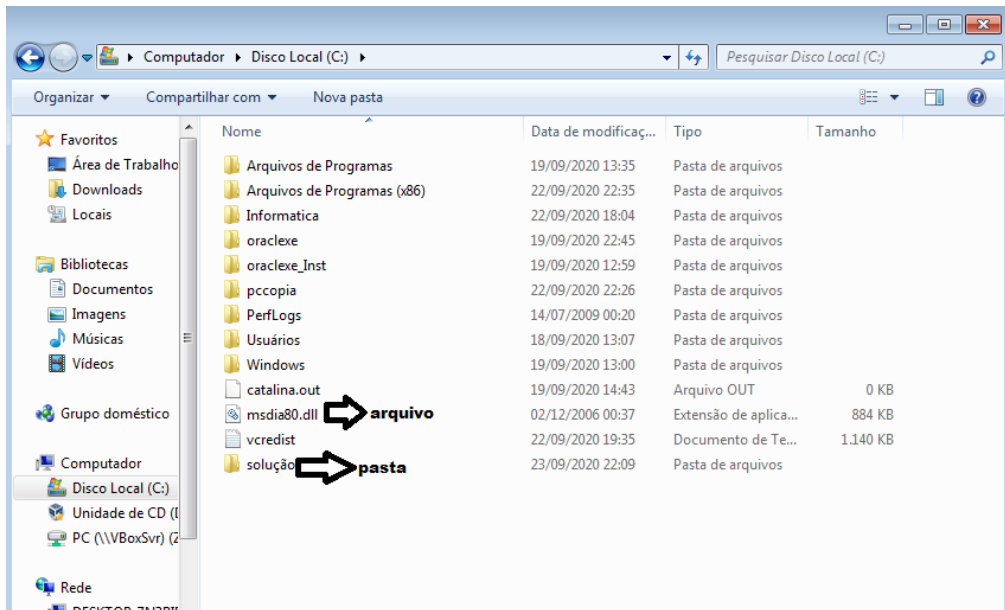 Computador ▸ Disco Local (C:) ▸ Pesquisar Disco Local (C:)
Organizar Compartilhar com Nova pasta
Favoritos
Área de Trabalho
Downloads
Locais
Bibliotecas
Documentos
Imagens
Músicas
Vídeos
Grupo doméstico
Computador
Disco Local (C:)
Unidade de CD (
PC (\\VBoxSvr) (Z
Rede
Nome Data de modificaç... Tipo Tamanho
Arquivos de Programas 19/09/2020 13:35 Pasta de arquivos
Arquivos de Programas (x86) 22/09/2020 22:35 Pasta de arquivos
Informatica 22/09/2020 18:04 Pasta de arquivos
oraclexe 19/09/2020 22:45 Pasta de arquivos
oraclexe_Inst 19/09/2020 12:59 Pasta de arquivos
pccopia 22/09/2020 22:26 Pasta de arquivos
PerfLogs 14/07/2009 00:20 Pasta de arquivos
Usuários 18/09/2020 13:07 Pasta de arquivos
Windows 19/09/2020 13:00 Pasta de arquivos
catalina.out 19/09/2020 14:43 Arquivo OUT 0 KB
msdia80.dll arquivo 02/12/2006 00:37 Extensão de aplica... 884 KB
vcredist 22/09/2020 19:35 Documento de Te... 1.140 KB
solução pasta 23/09/2020 22:09 Pasta de arquivos